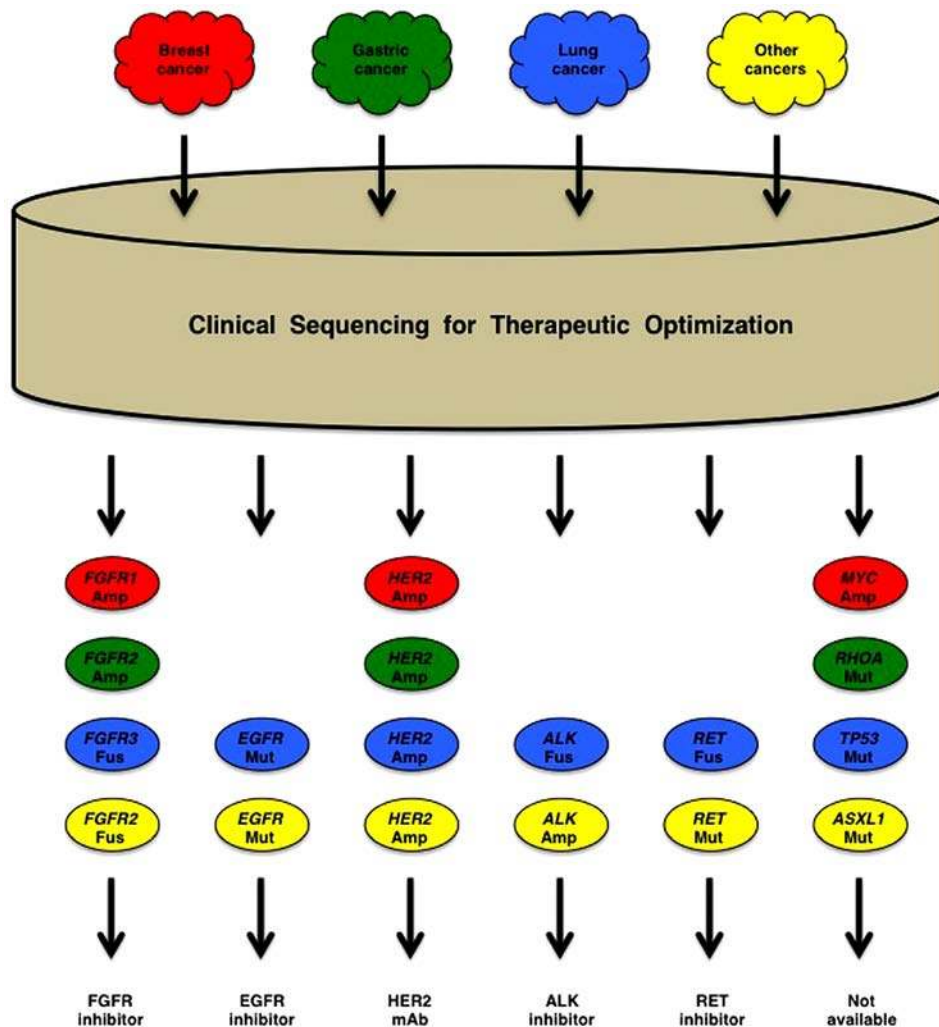 Breast
cancer
Gastric
cancer
Lung
cancer
Other
cancers
Clinical Sequencing for Therapeutic Optimization
FGFR1
Amp
HER2
Amp
MYC
Amp
FGFR2
Amp
HER2
Amp
RHOA
Mut
FGFR3
Fus
EGFR
Mut
HER2
Amp
ALK
Fus
RET
Fus
TP53
Mut
FGFR2
Fus
EGFR
Mut
HER2
Amp
ALK
Amp
RET
Mut
ASXL1
Mut
FGFR
inhibitor
EGFR
inhibitor
HER2
mAb
ALK
inhibitor
RET
inhibitor
Not
available